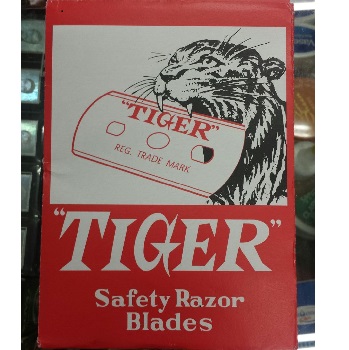 "TIGER"
REG. TRADE MARK
"TIGER"
Safety Razor
Blades